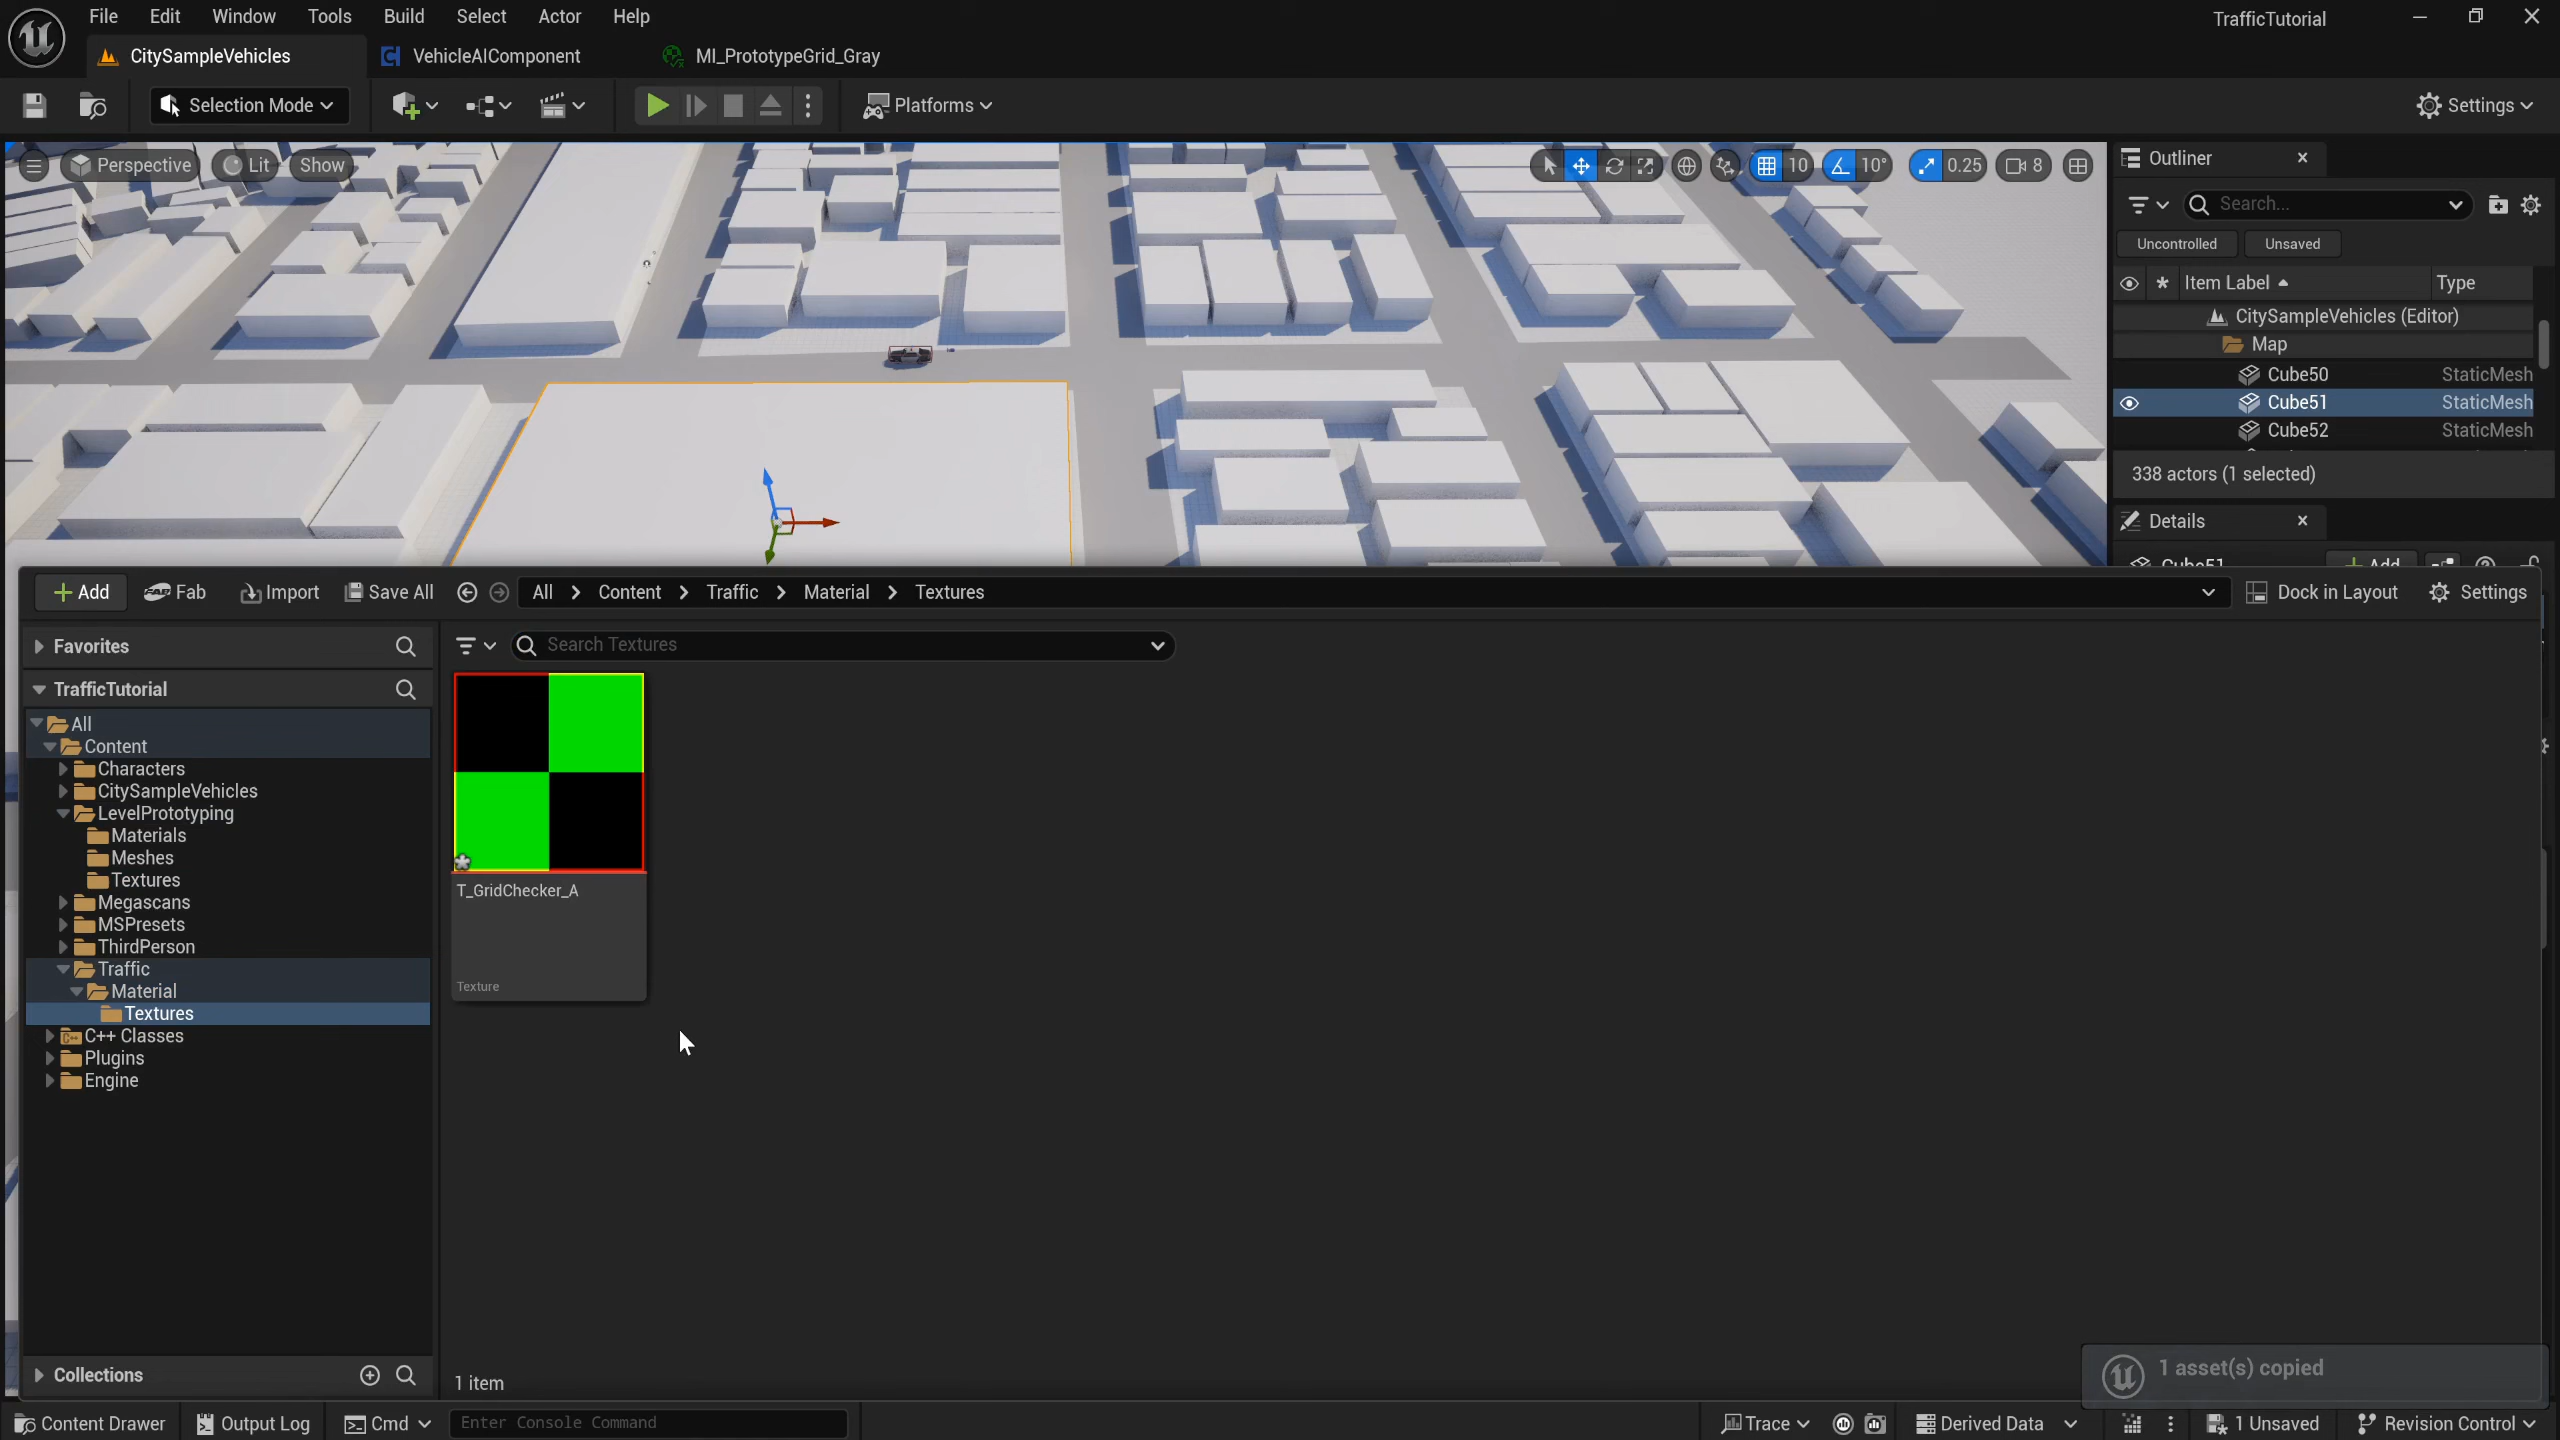 File Edit Window Tools Build Select Actor Help TrafficTutorial
CitySampleVehicles VehicleAIComponent MI_PrototypeGrid_Gray
Selection Mode Platforms Settings
Perspective Lit Show 10 10° 0.25 8
Outliner
Search...
Uncontrolled Unsaved
Item Label Type
CitySampleVehicles (Editor)
Map
Cube50 StaticMesh
Cube51 StaticMesh
Cube52 StaticMesh
338 actors (1 selected)
Details
Cube51 Add
Add Fab Import Save All All Content Traffic Material Textures Dock in Layout Settings
Favorites
Search Textures
TrafficTutorial
All
Content
Characters
CitySampleVehicles
LevelPrototyping
Materials
Meshes
Textures
Megascans
MSPresets
ThirdPerson
Traffic
Material
Textures
C++ Classes
Plugins
Engine
T_GridChecker_A
Texture
Collections
1 item
1 asset(s) copied
Content Drawer Output Log Cmd Enter Console Command Trace Derived Data 1 Unsaved Revision Control